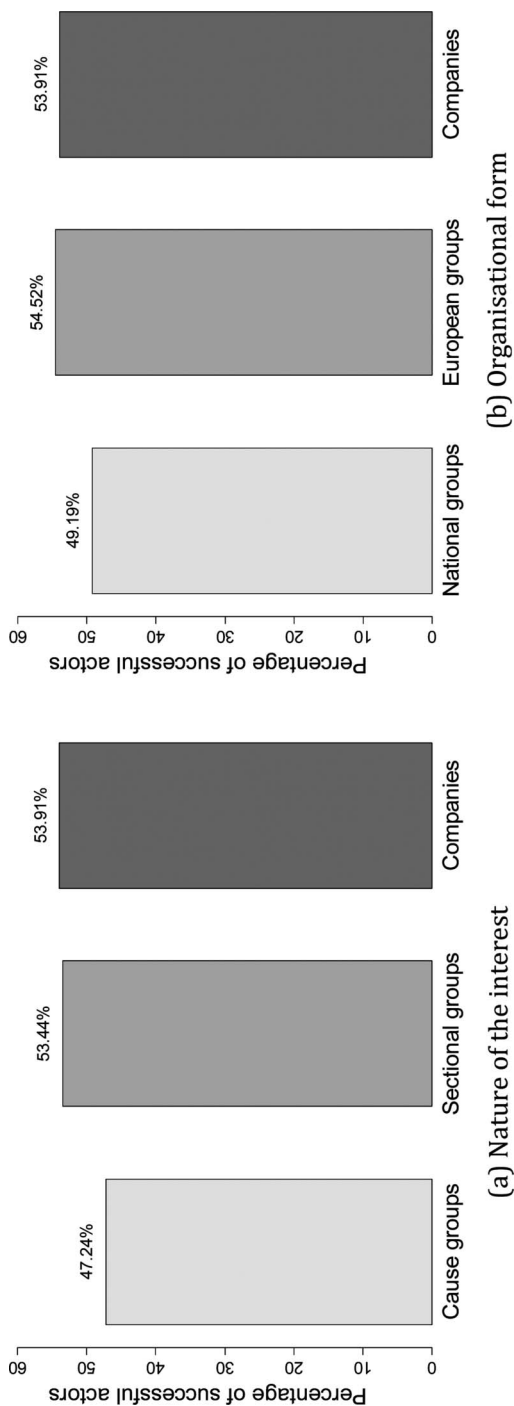 Percentage of successful actors
60
50
40
30
20
10
0
47.24%
53.44%
53.91%
Cause groups
Sectional groups
Companies
(a) Nature of the interest
Percentage of successful actors
60
50
40
30
20
10
0
49.19%
54.52%
53.91%
National groups
European groups
Companies
(b) Organisational form